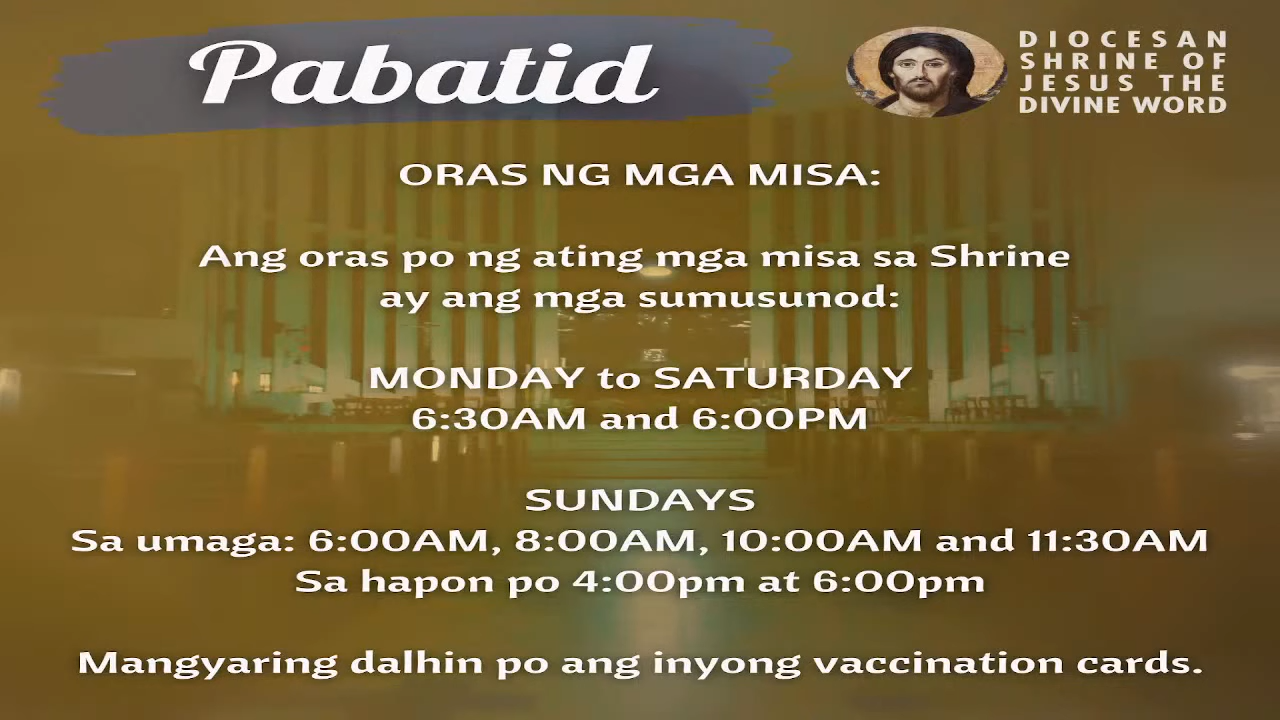 Pabatid
DIOCESAN
SHRINE OF
JESUS THE
DIVINE WORD
ORAS NG MGA MISA:
Ang oras po ng ating mga misa sa Shrine
ay ang mga sumusunod:
MONDAY to SATURDAY
6:30AM and 6:00PM
SUNDAYS
Sa umaga: 6:00AM, 8:00AM, 10:00AM and 11:30AM
Sa hapon po 4:00pm at 6:00pm
Mangyaring dalhin po ang inyong vaccination cards.